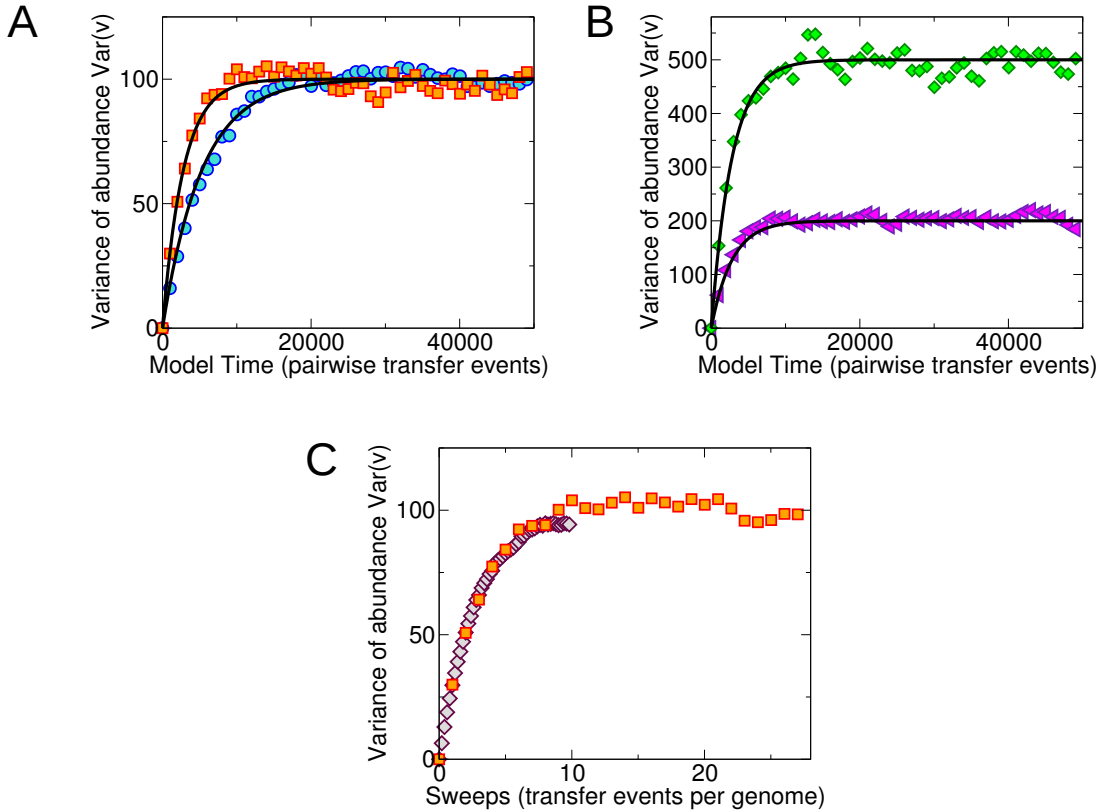 A
Variance of abundance Var(v)
100
50
0
0
20000
40000
Model Time (pairwise transfer events)
B
Variance of abundance Var(v)
500
400
300
200
100
0
0
20000
40000
Model Time (pairwise transfer events)
C
Variance of abundance Var(v)
100
50
0
0
10
20
Sweeps (transfer events per genome)